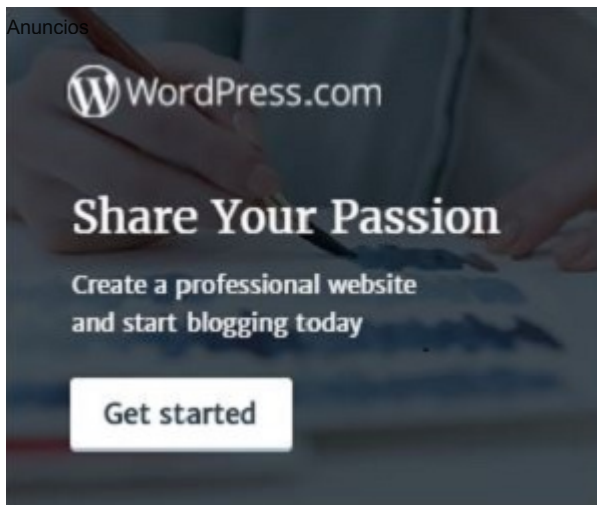 Anuncios
WordPress.com
Share Your Passion
Create a professional website
and start blogging today
Get started